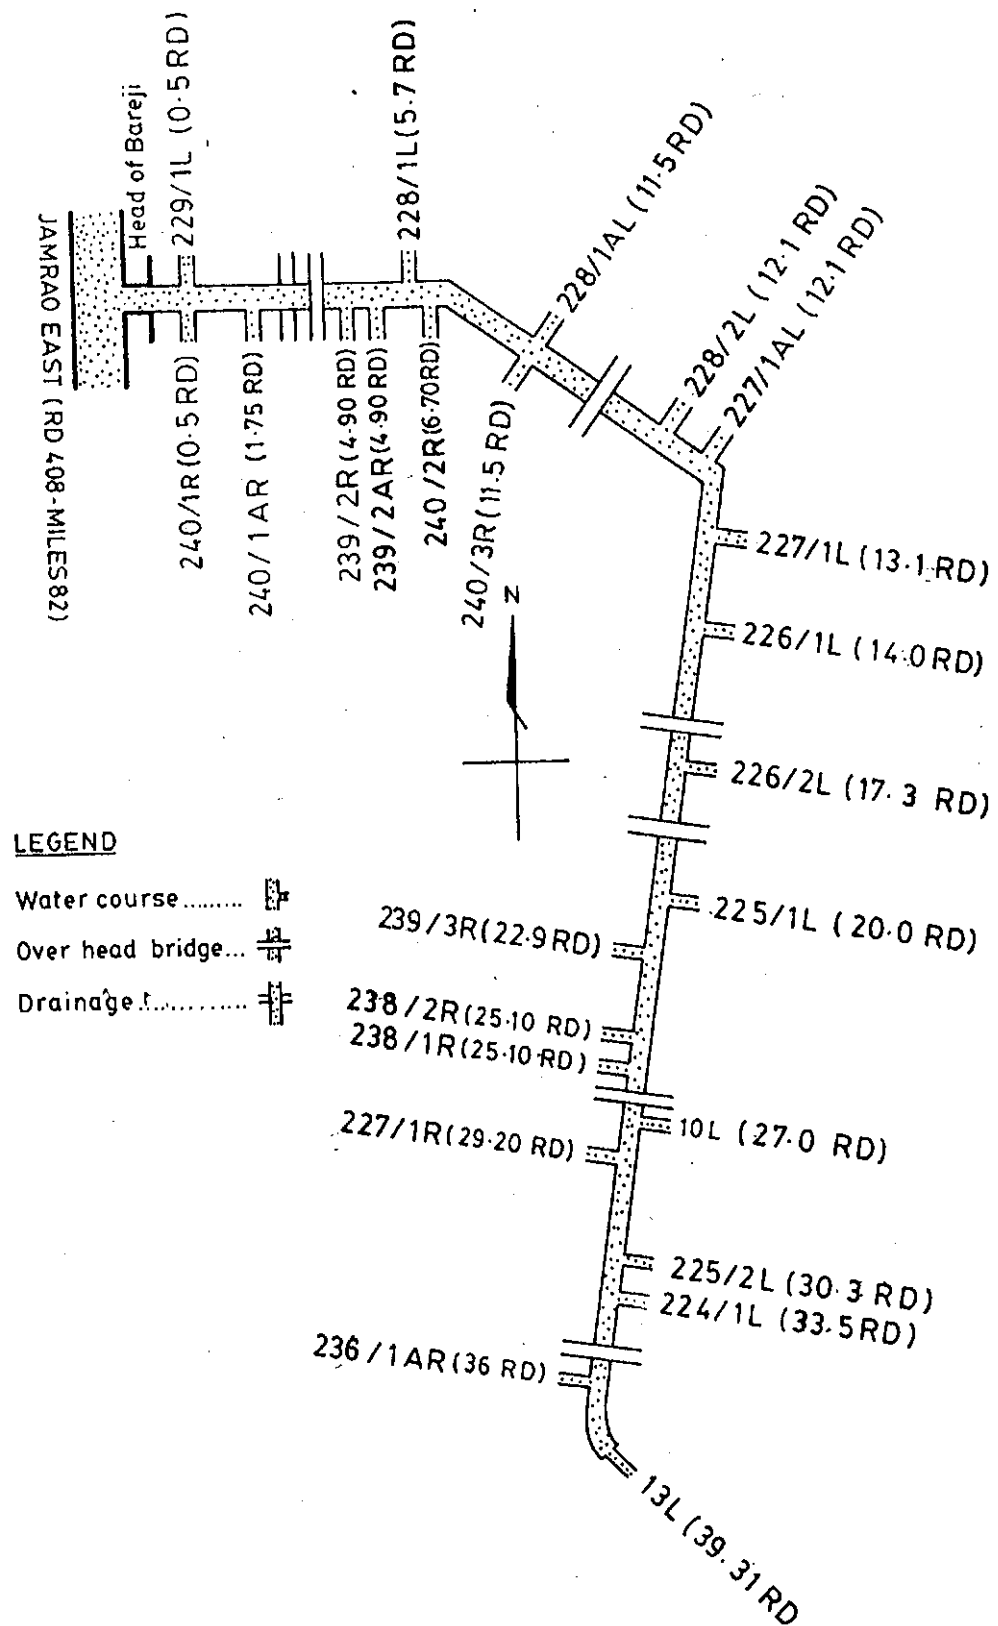 JAMRAO EAST (RD 408-MILES 82)
Head of Bareji
229/1L (0.5 RD)
240/1R (0.5 RD)
240/1AR (1.75 RD)
239/2R (4.90 RD)
239/2AR (4.90 RD)
228/1L (5.7 RD)
240/2R (6.70 RD)
240/3R (11.5 RD)
228/1AL (11.5 RD)
228/2L (12.1 RD)
227/1AL (12.1 RD)
227/1L (13.1 RD)
226/1L (14.0 RD)
N
226/2L (17.3 RD)
225/1L (20.0 RD)
239/3R (22.9 RD)
238/2R (25.10 RD)
238/1R (25.10 RD)
10L (27.0 RD)
227/1R (29.20 RD)
225/2L (30.3 RD)
224/1L (33.5 RD)
236/1AR (36 RD)
13L (39.31 RD
LEGEND
Water course.........
Over head bridge...
Drainage...........